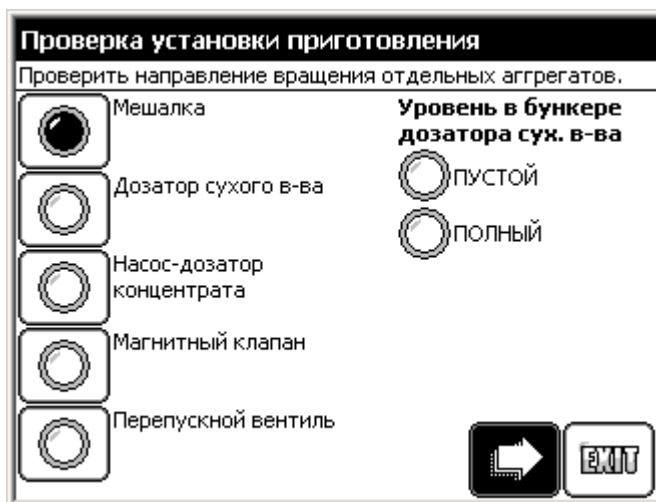 Проверка установки приготовления
Проверить направление вращения отдельных аггрегатов.
Мешалка
Дозатор сухого в-ва
Насос-дозатор
концентрата
Магнитный клапан
Перепускной вентиль
Уровень в бункере
дозатора сух. в-ва
ПУСТОЙ
ПОЛНЫЙ
EXIT